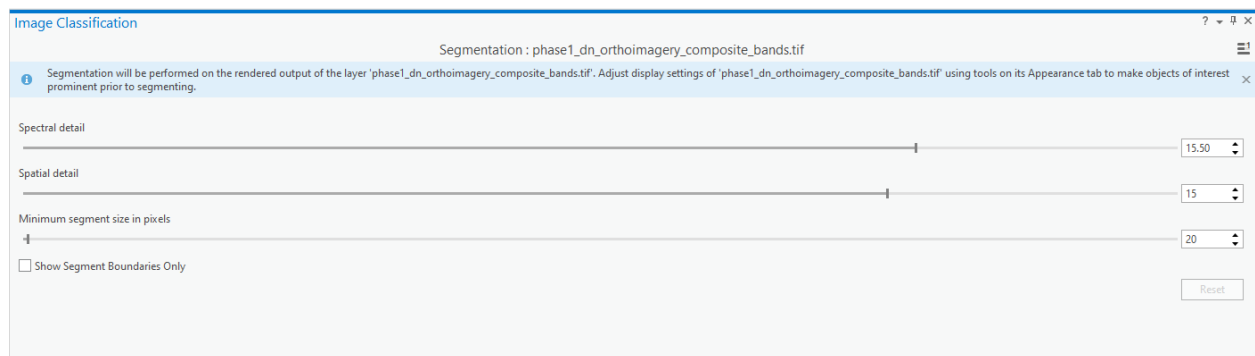 Image Classification
Segmentation : phase1_dn_orthoimagery_composite_bands.tif
Segmentation will be performed on the rendered output of the layer 'phase1_dn_orthoimagery_composite_bands.tif'. Adjust display settings of 'phase1_dn_orthoimagery_composite_bands.tif' using tools on its Appearance tab to make objects of interest
prominent prior to segmenting.
Spectral detail
15.50
Spatial detail
15
Minimum segment size in pixels
20
Show Segment Boundaries Only
Reset